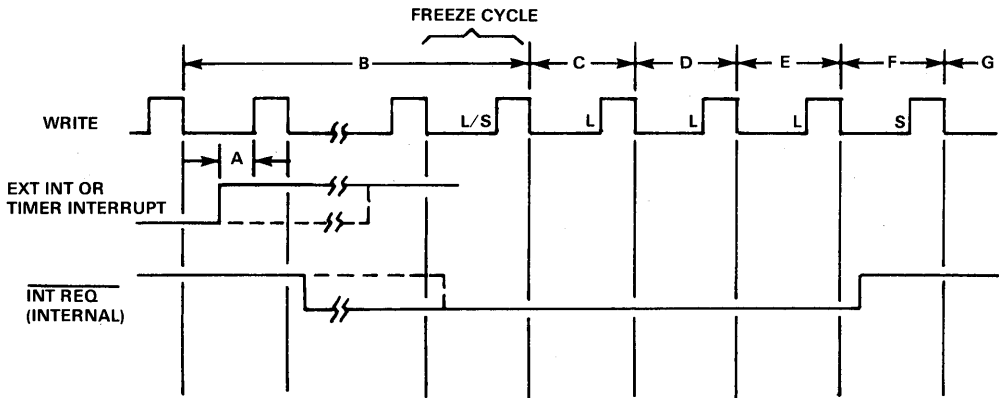 FREEZE CYCLE
B C D E F G
WRITE L/S L L L S
A
EXT INT OR
TIMER INTERRUPT
INT REQ
(INTERNAL)